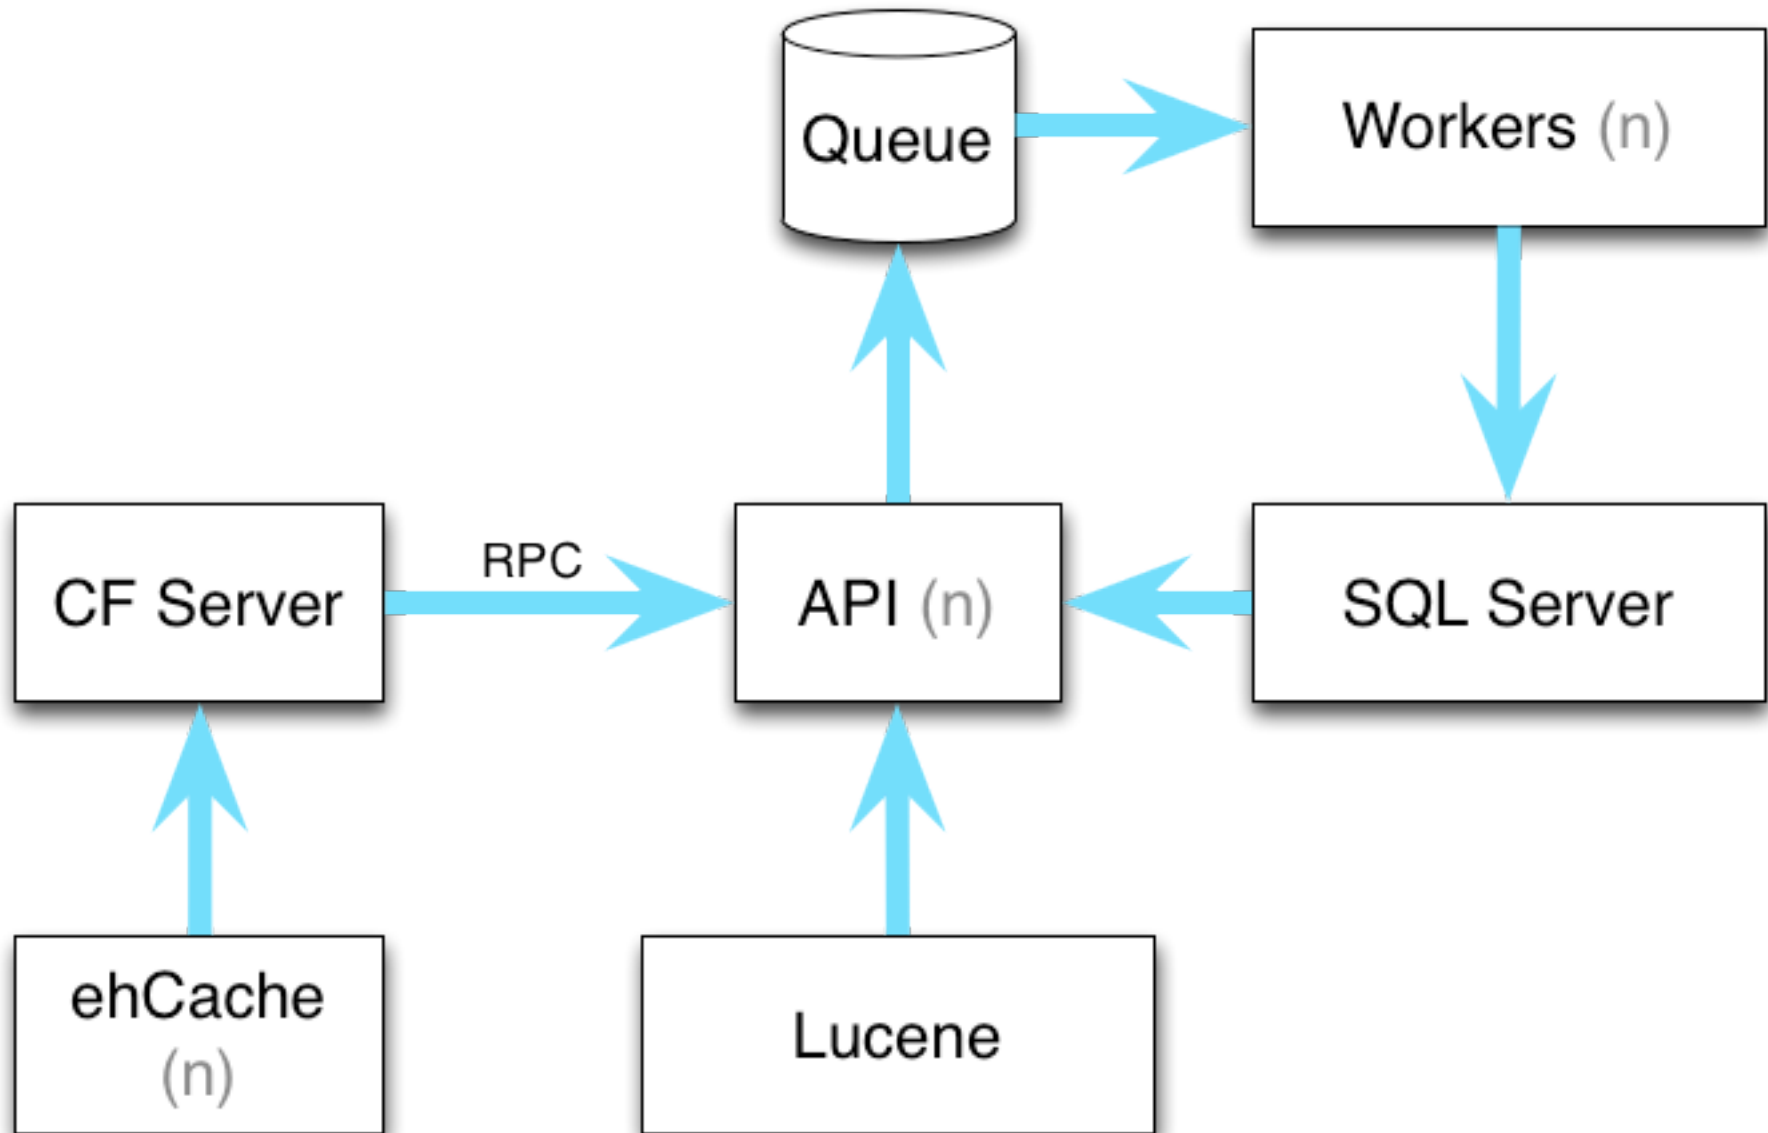 Queue
Workers (n)
RPC
CF Server
API (n)
SQL Server
ehCache
(n)
Lucene